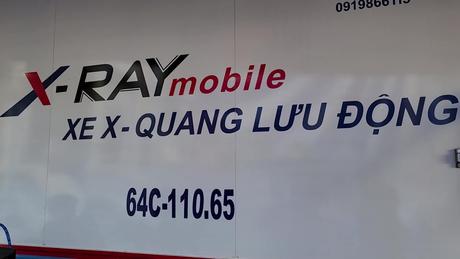 X-RAY mobile
XE X- QUANG LƯU ĐỘNG
64C-110.65